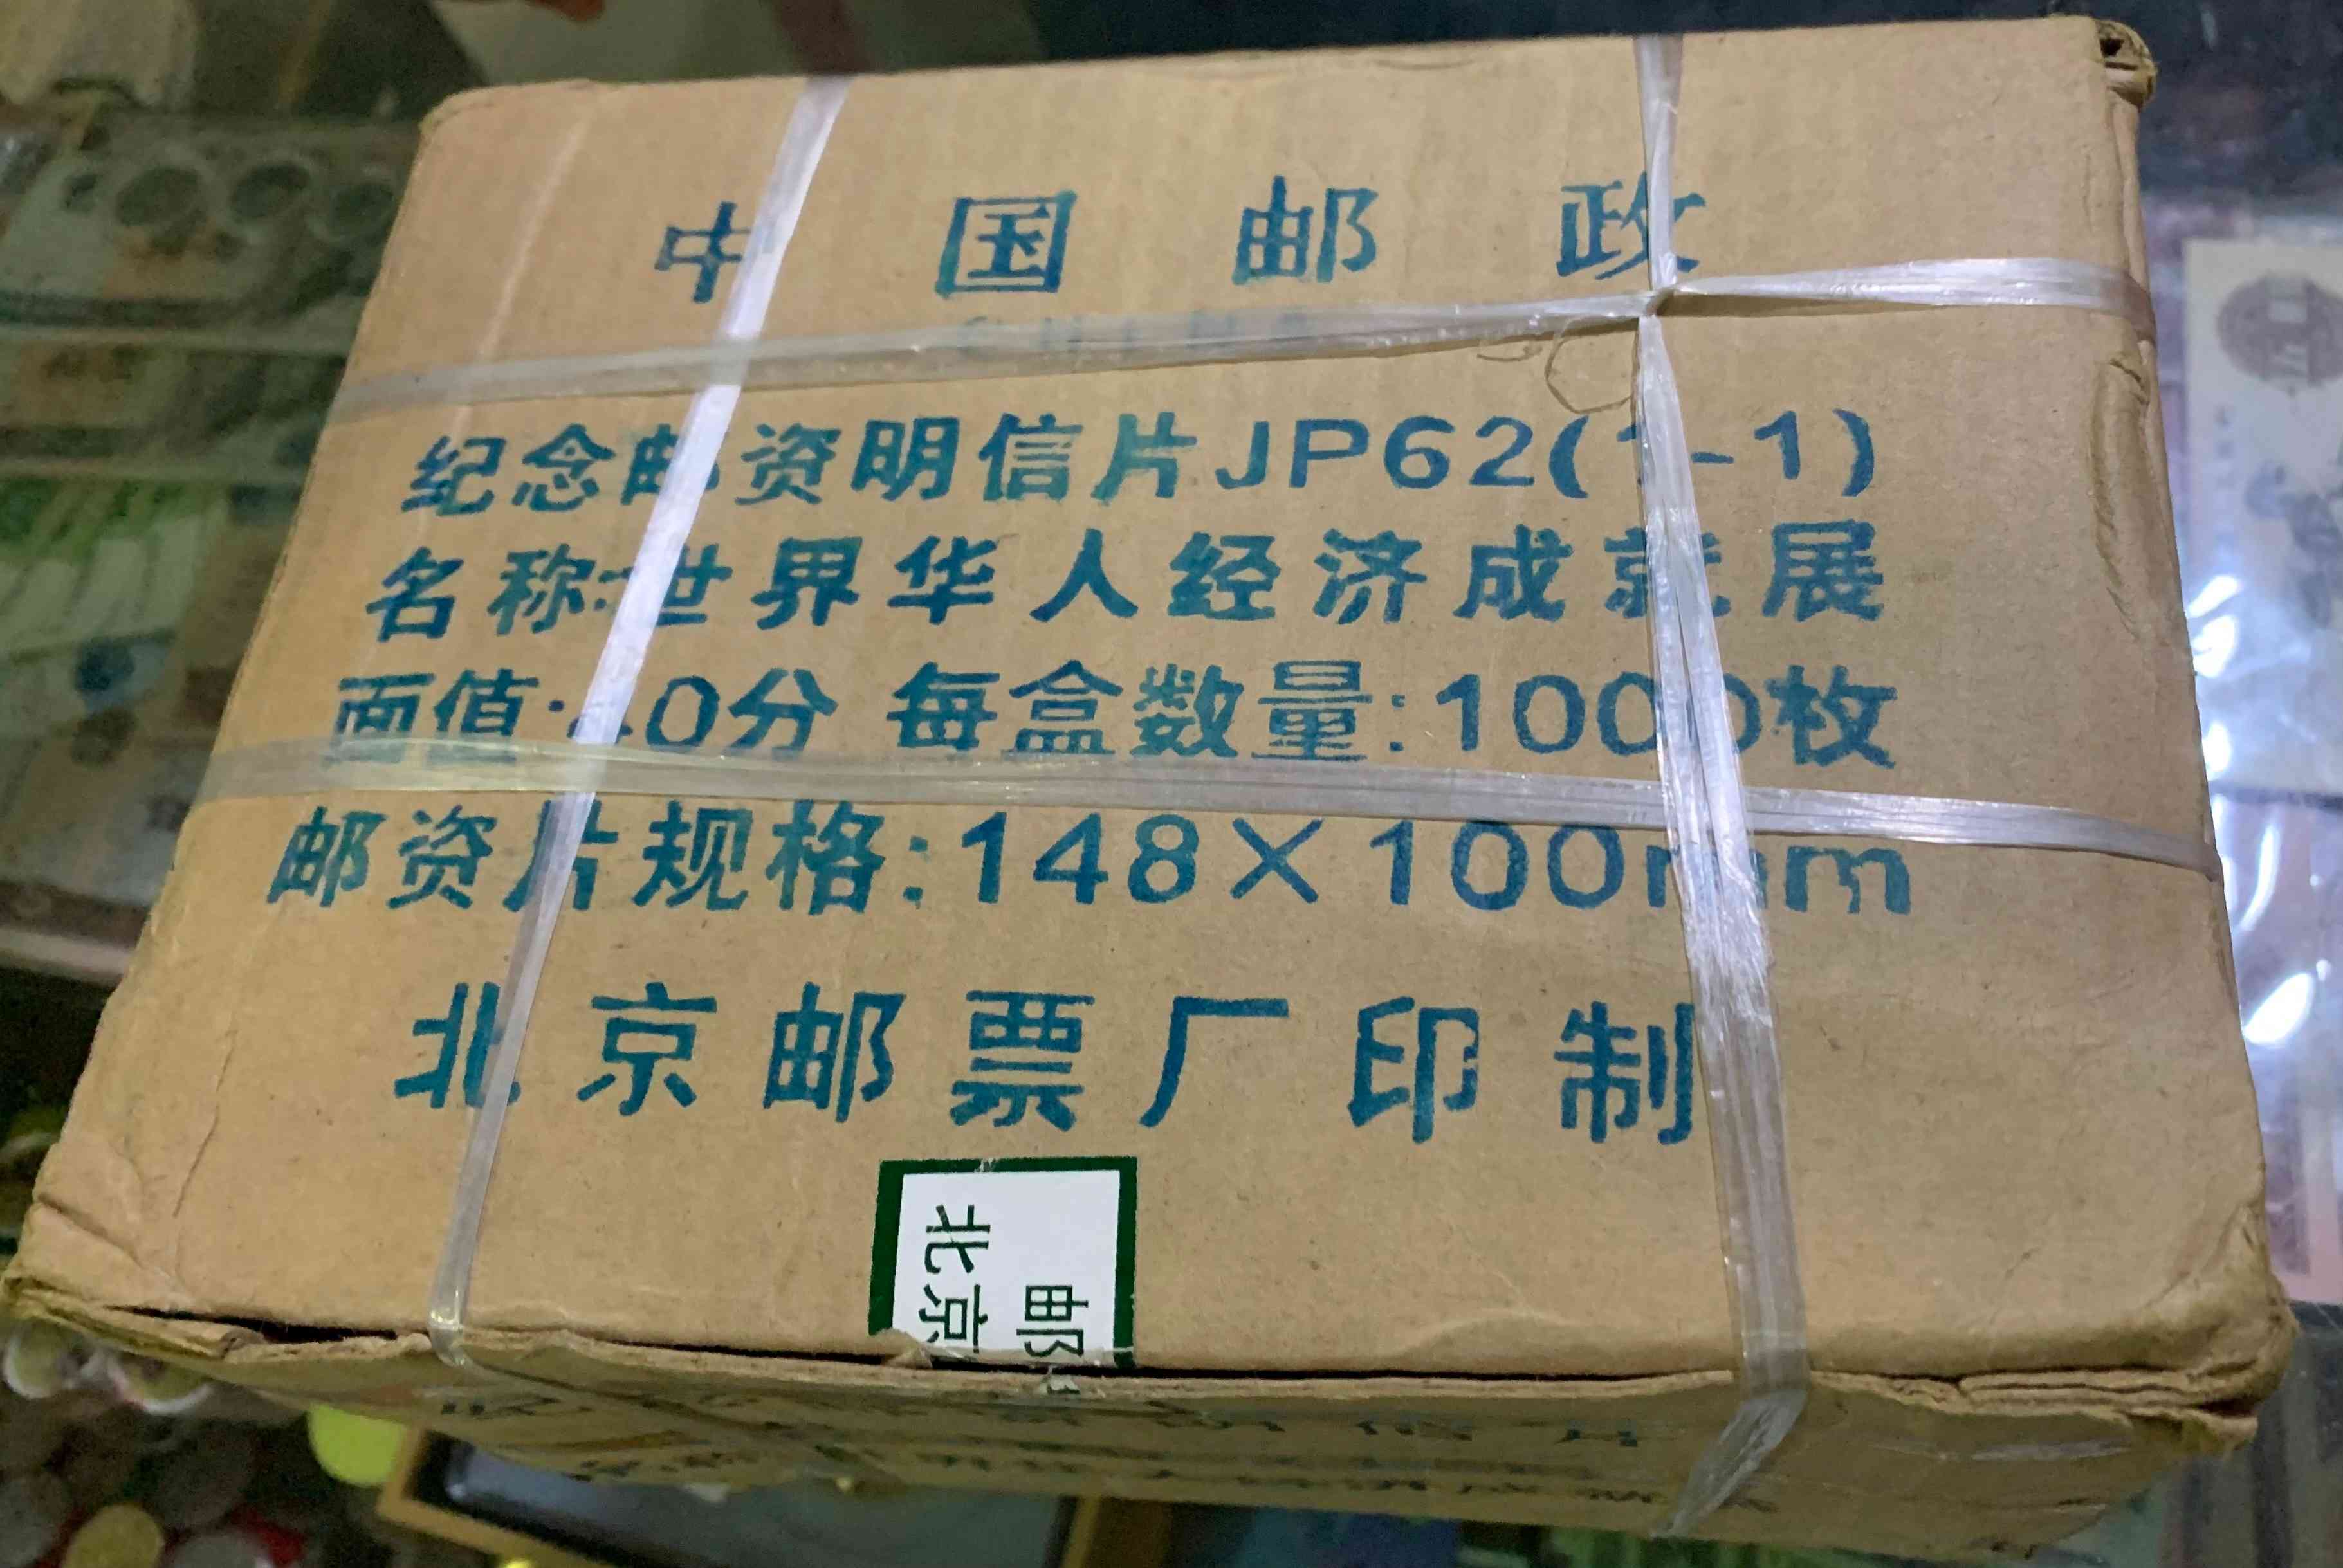 中国邮政
CHINA
纪念邮资明信片JP62(1-1)
名称:世界华人经济成就展
面值:40分 每盒数量:1000枚
邮资片规格:148×100mm
北京邮票厂印制
北京
邮